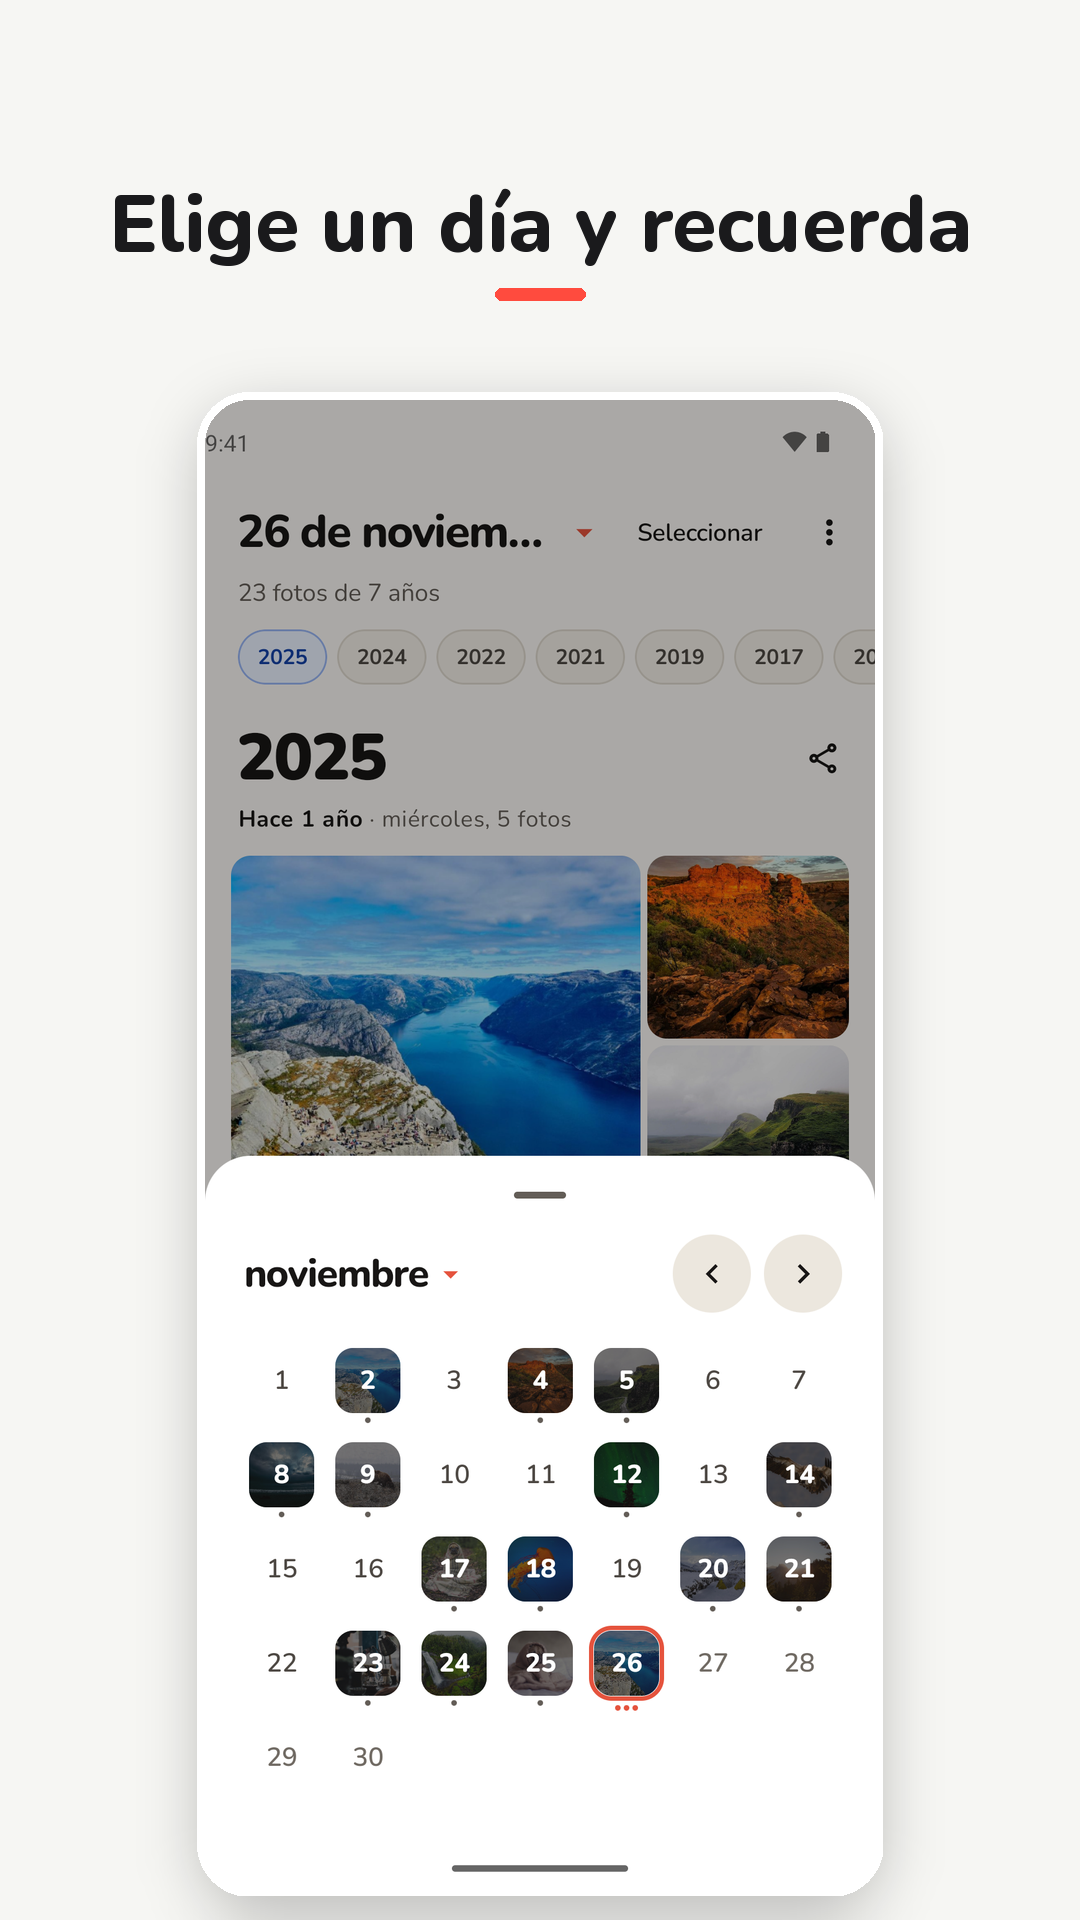 Elige un día y recuerda
9:41
26 de noviem...
Seleccionar
23 fotos de 7 años
2025 2024 2022 2021 2019 2017 20
2025
Hace 1 año · miércoles, 5 fotos
noviembre
1 2 3 4 5 6 7
8 9 10 11 12 13 14
15 16 17 18 19 20 21
22 23 24 25 26 27 28
29 30